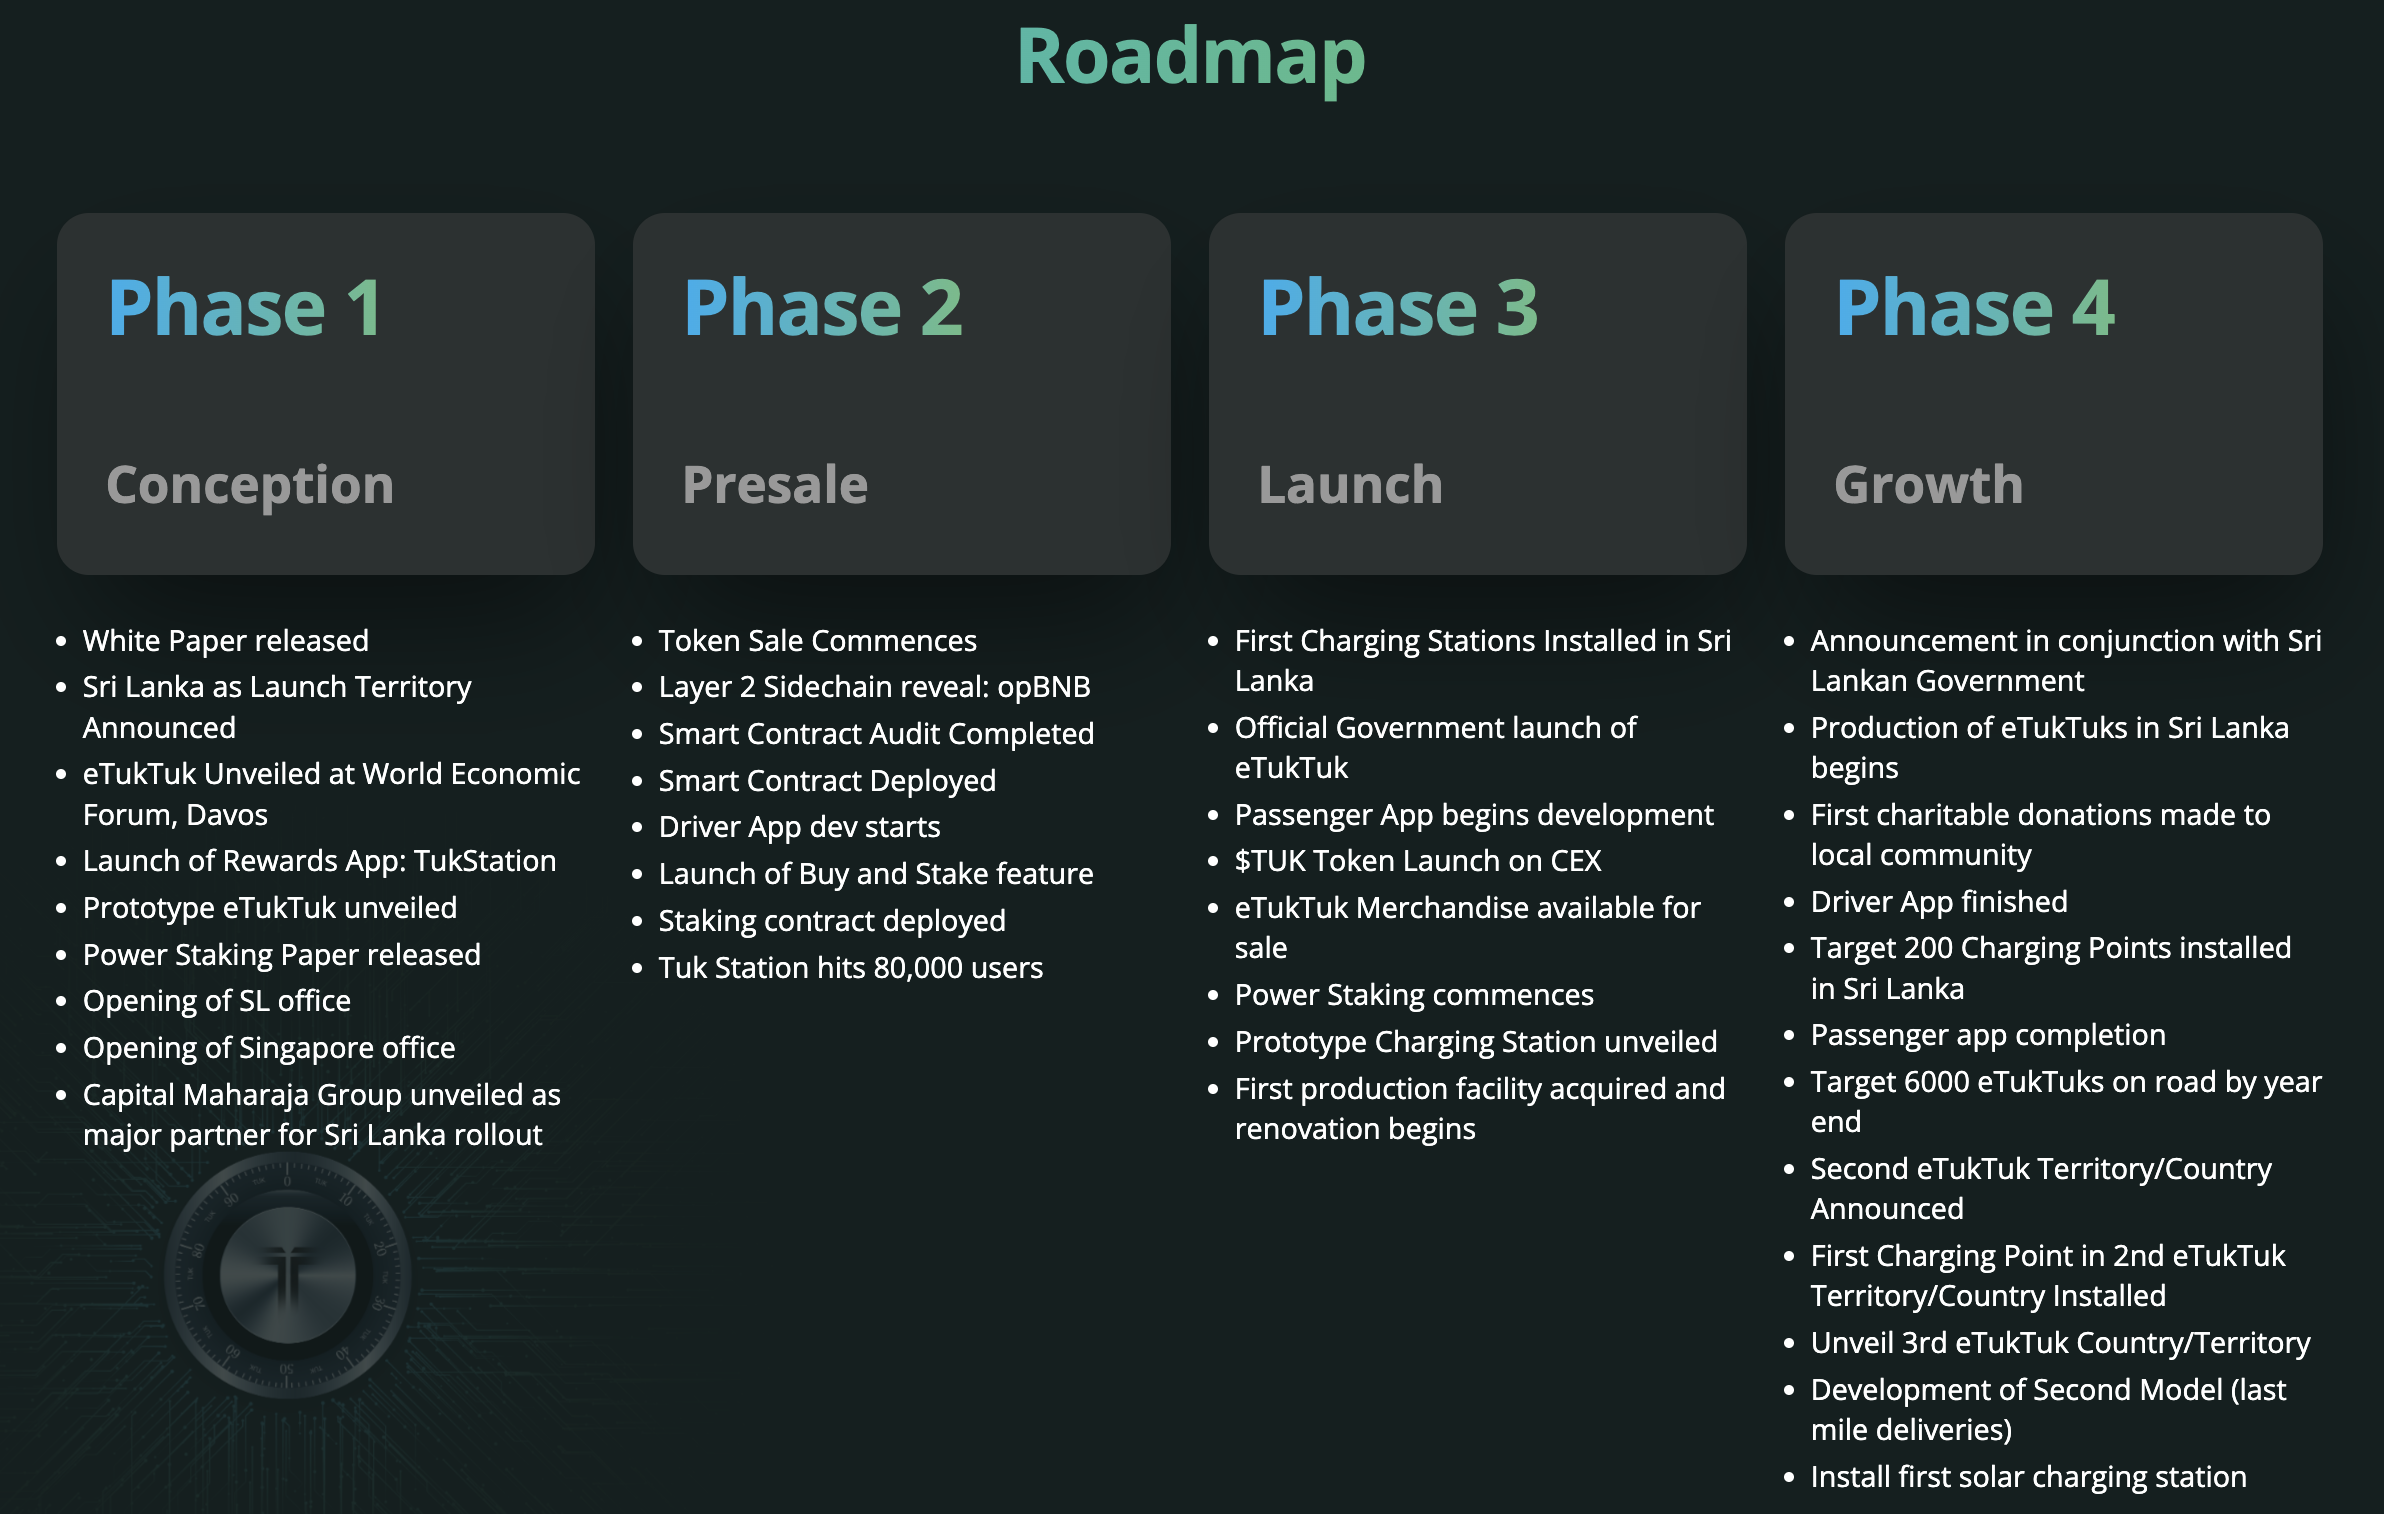 Roadmap
Phase 1
Conception
White Paper released
Sri Lanka as Launch Territory
Announced
eTukTuk Unveiled at World Economic
Forum, Davos
Launch of Rewards App: TukStation
Prototype eTukTuk unveiled
Power Staking Paper released
Opening of SL office
Opening of Singapore office
Capital Maharaja Group unveiled as
major partner for Sri Lanka rollout
Phase 2
Presale
Token Sale Commences
Layer 2 Sidechain reveal: opBNB
Smart Contract Audit Completed
Smart Contract Deployed
Driver App dev starts
Launch of Buy and Stake feature
Staking contract deployed
Tuk Station hits 80,000 users
Phase 3
Launch
First Charging Stations Installed in Sri
Lanka
Official Government launch of
eTukTuk
Passenger App begins development
$TUK Token Launch on CEX
eTukTuk Merchandise available for
sale
Power Staking commences
Prototype Charging Station unveiled
First production facility acquired and
renovation begins
Phase 4
Growth
Announcement in conjunction with Sri
Lankan Government
Production of eTukTuks in Sri Lanka
begins
First charitable donations made to
local community
Driver App finished
Target 200 Charging Points installed
in Sri Lanka
Passenger app completion
Target 6000 eTukTuks on road by year
end
Second eTukTuk Territory/Country
Announced
First Charging Point in 2nd eTukTuk
Territory/Country Installed
Unveil 3rd eTukTuk Country/Territory
Development of Second Model (last
mile deliveries)
Install first solar charging station
0
10
20
30
40
50
60
70
80
90